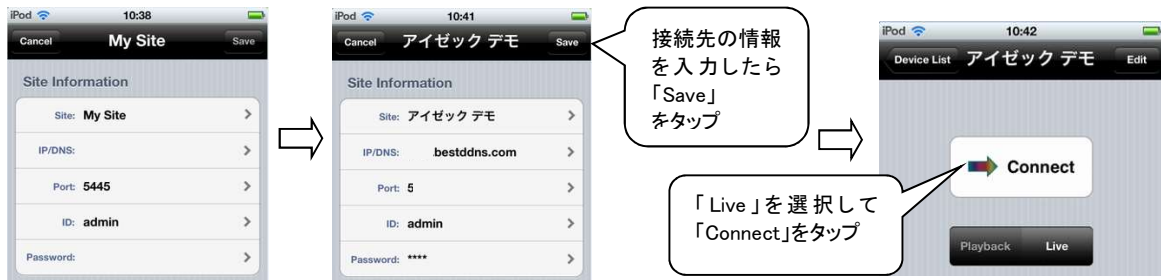 iPod 10:38
Cancel My Site Save
Site Information
Site: My Site
IP/DNS:
Port: 5445
ID: admin
Password:
iPod 10:41
Cancel アイゼック デモ Save
Site Information
Site: アイゼック デモ
IP/DNS: .bestddns.com
Port: 5
ID: admin
Password: ****
接続先の情報
を入力したら
「Save」
をタップ
iPod 10:42
Device List アイゼック デモ Edit
Connect
Playback Live
「Live」を選択して
「Connect」をタップ